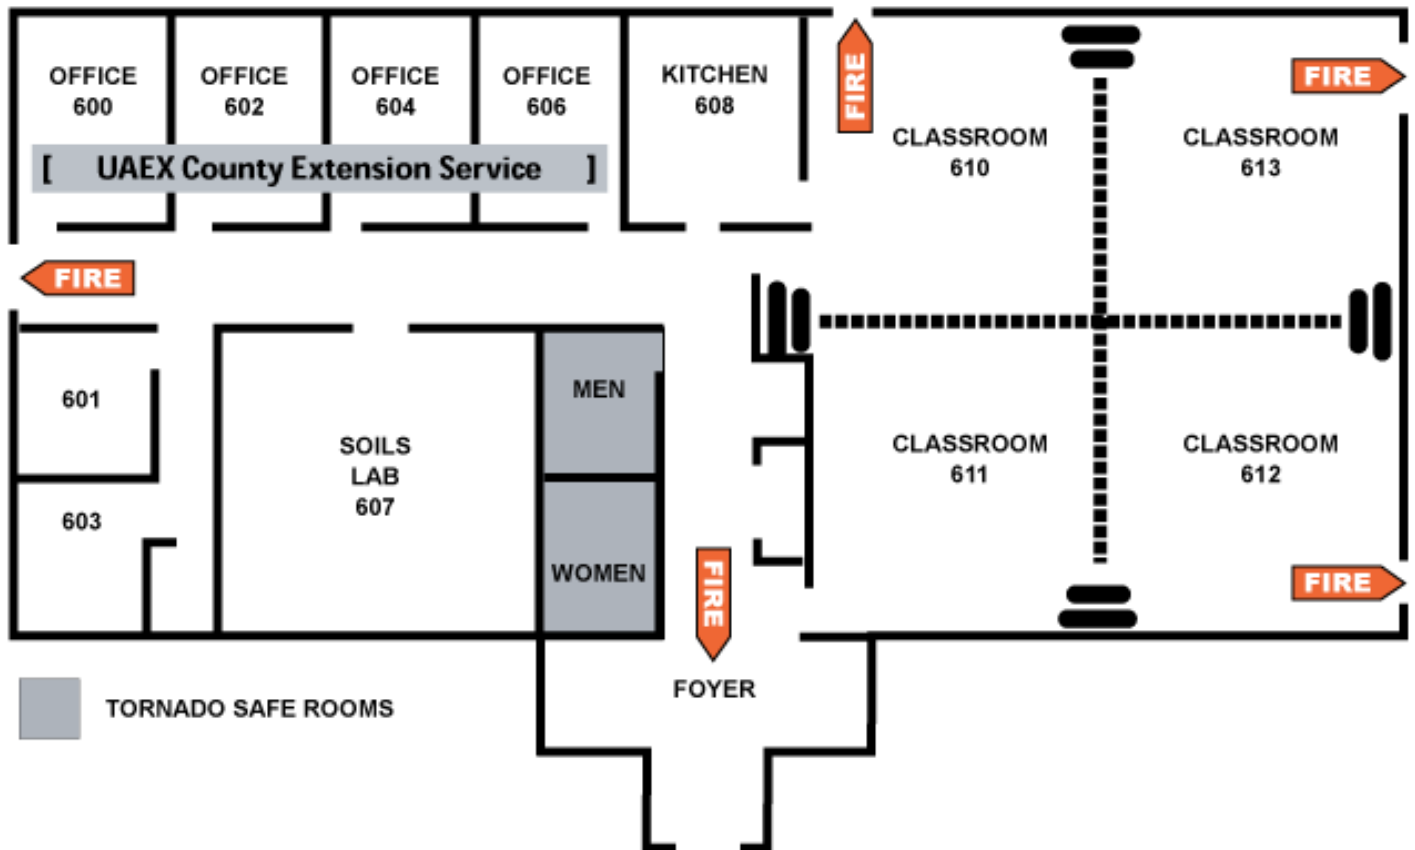 OFFICE
600
OFFICE
602
OFFICE
604
OFFICE
606
KITCHEN
608
[ UAEX County Extension Service ]
FIRE
FIRE
CLASSROOM
610
CLASSROOM
613
FIRE
601
603
SOILS
LAB
607
MEN
WOMEN
CLASSROOM
611
CLASSROOM
612
FIRE
FIRE
FOYER
TORNADO SAFE ROOMS